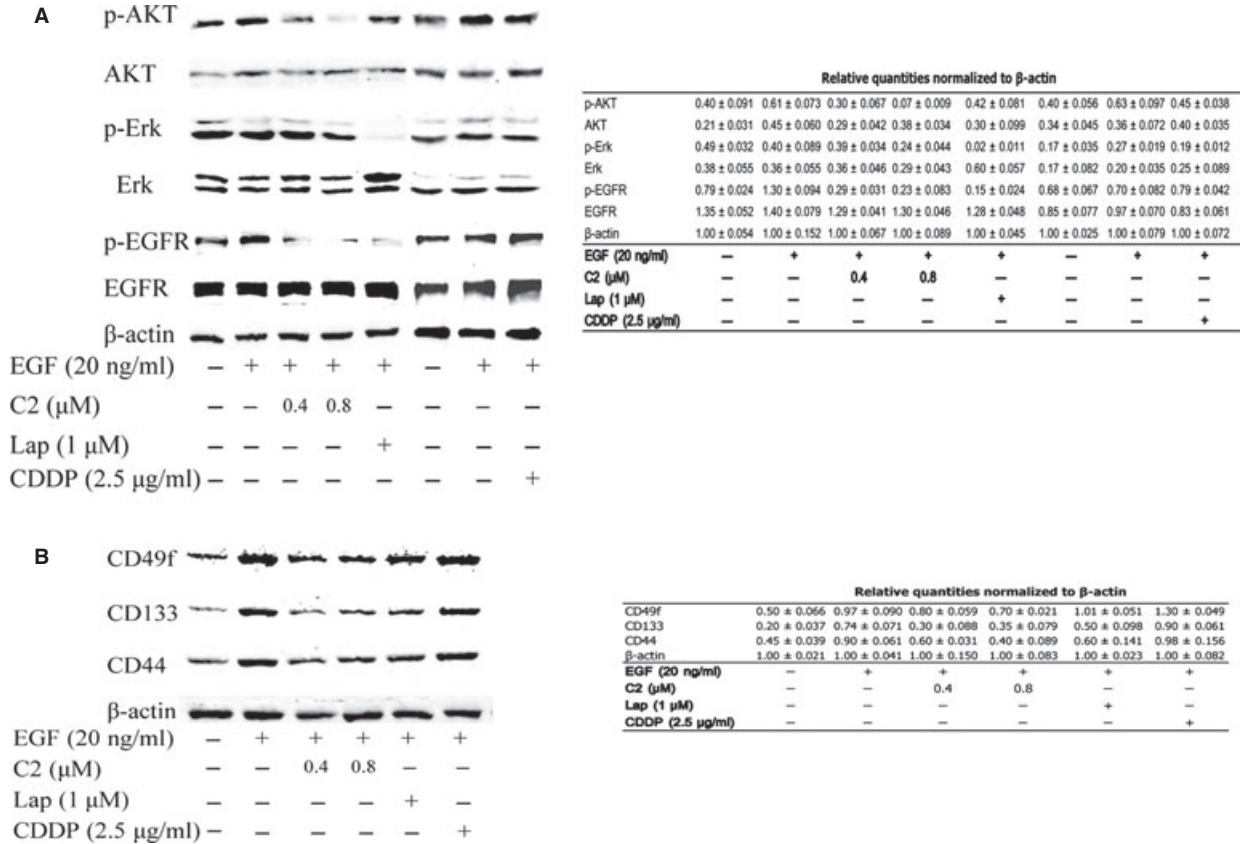 A
p-AKT
AKT
p-Erk
Erk
p-EGFR
EGFR
β-actin
EGF (20 ng/ml) – + + + + – + +
C2 (μM) – – 0.4 0.8 – – – –
Lap (1 μM) – – – – + – – –
CDDP (2.5 μg/ml) – – – – – – – +
Relative quantities normalized to β-actin
p-AKT 0.40 ± 0.091 0.61 ± 0.073 0.30 ± 0.067 0.07 ± 0.009 0.42 ± 0.081 0.40 ± 0.056 0.63 ± 0.097 0.45 ± 0.038
AKT 0.21 ± 0.031 0.45 ± 0.060 0.29 ± 0.042 0.38 ± 0.034 0.30 ± 0.099 0.34 ± 0.045 0.36 ± 0.072 0.40 ± 0.035
p-Erk 0.49 ± 0.032 0.40 ± 0.089 0.39 ± 0.034 0.24 ± 0.044 0.02 ± 0.011 0.17 ± 0.035 0.27 ± 0.019 0.19 ± 0.012
Erk 0.38 ± 0.055 0.36 ± 0.055 0.36 ± 0.046 0.29 ± 0.043 0.60 ± 0.057 0.17 ± 0.082 0.20 ± 0.035 0.25 ± 0.089
p-EGFR 0.79 ± 0.024 1.30 ± 0.094 0.29 ± 0.031 0.23 ± 0.083 0.15 ± 0.024 0.68 ± 0.067 0.70 ± 0.082 0.79 ± 0.042
EGFR 1.35 ± 0.052 1.40 ± 0.079 1.29 ± 0.041 1.30 ± 0.046 1.28 ± 0.048 0.85 ± 0.077 0.97 ± 0.070 0.83 ± 0.061
β-actin 1.00 ± 0.054 1.00 ± 0.152 1.00 ± 0.067 1.00 ± 0.089 1.00 ± 0.045 1.00 ± 0.025 1.00 ± 0.079 1.00 ± 0.072
EGF (20 ng/ml) – + + + + – + +
C2 (μM) – – 0.4 0.8 – – – –
Lap (1 μM) – – – – + – – –
CDDP (2.5 μg/ml) – – – – – – – +
B
CD49f
CD133
CD44
β-actin
EGF (20 ng/ml) – + + + + +
C2 (μM) – – 0.4 0.8 – –
Lap (1 μM) – – – – + –
CDDP (2.5 μg/ml) – – – – – +
Relative quantities normalized to β-actin
CD49f 0.50 ± 0.066 0.97 ± 0.090 0.80 ± 0.059 0.70 ± 0.021 1.01 ± 0.051 1.30 ± 0.049
CD133 0.20 ± 0.037 0.74 ± 0.071 0.30 ± 0.088 0.35 ± 0.079 0.50 ± 0.098 0.90 ± 0.061
CD44 0.45 ± 0.039 0.90 ± 0.061 0.60 ± 0.031 0.40 ± 0.089 0.60 ± 0.141 0.98 ± 0.156
β-actin 1.00 ± 0.021 1.00 ± 0.041 1.00 ± 0.150 1.00 ± 0.083 1.00 ± 0.023 1.00 ± 0.082
EGF (20 ng/ml) – + + + + +
C2 (μM) – – 0.4 0.8 – –
Lap (1 μM) – – – – + –
CDDP (2.5 μg/ml) – – – – – +